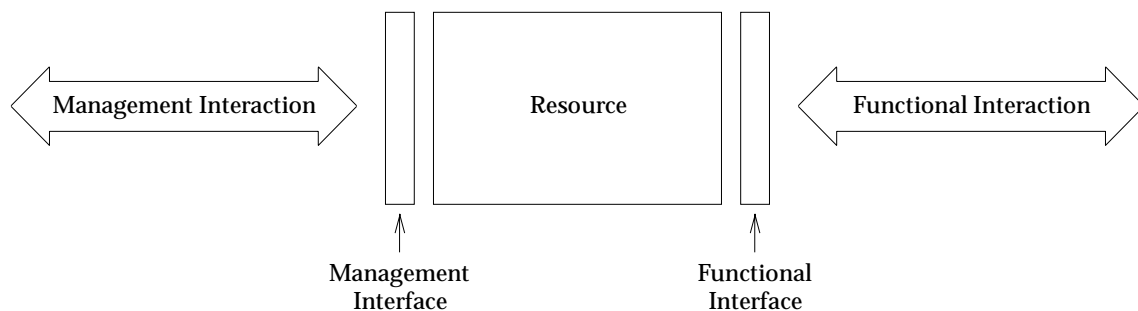 Management Interaction
Resource
Functional Interaction
Management
Interface
Functional
Interface